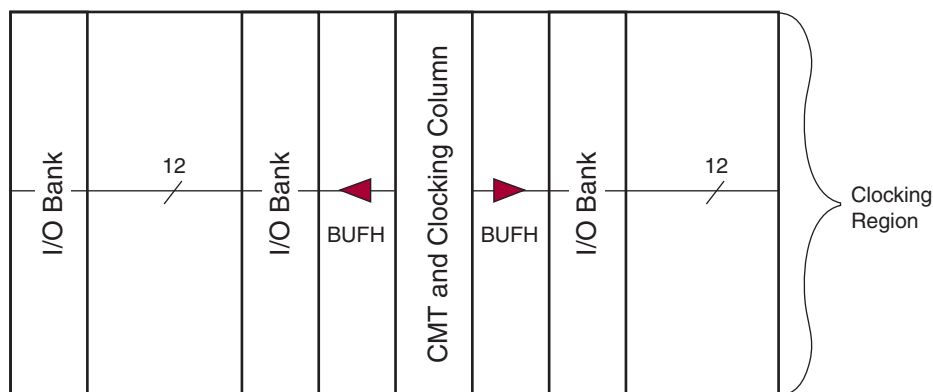 I/O Bank
12
I/O Bank
BUFH
CMT and Clocking Column
BUFH
I/O Bank
12
Clocking
Region